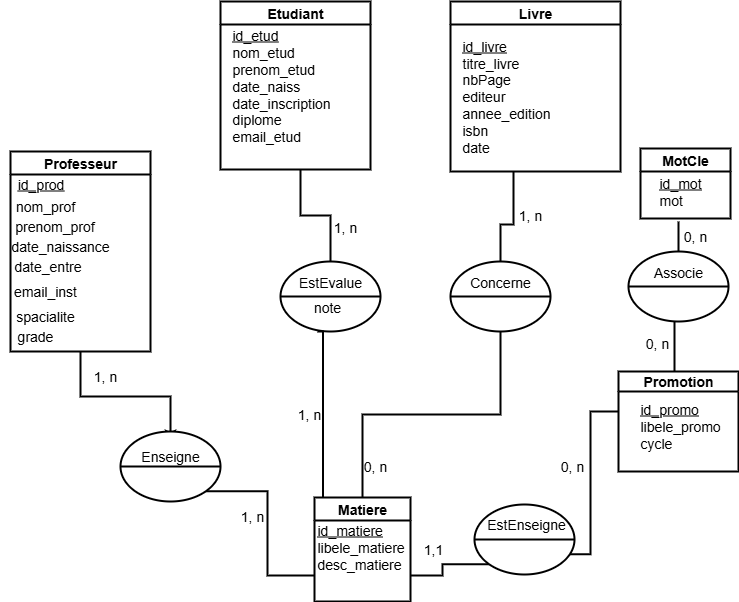 Etudiant
id_etud
nom_etud
prenom_etud
date_naiss
date_inscription
diplome
email_etud
Livre
id_livre
titre_livre
nbPage
editeur
annee_edition
isbn
date
MotCle
id_mot
mot
Professeur
id_prod
nom_prof
prenom_prof
date_naissance
date_entre
email_inst
spacialite
grade
1, n
1, n
0, n
EstEvalue
note
Concerne
Associe
0, n
1, n
Promotion
id_promo
libele_promo
cycle
1, n
Enseigne
0, n
0, n
1, n
Matiere
id_matiere
libele_matiere
desc_matiere
EstEnseigne
1,1